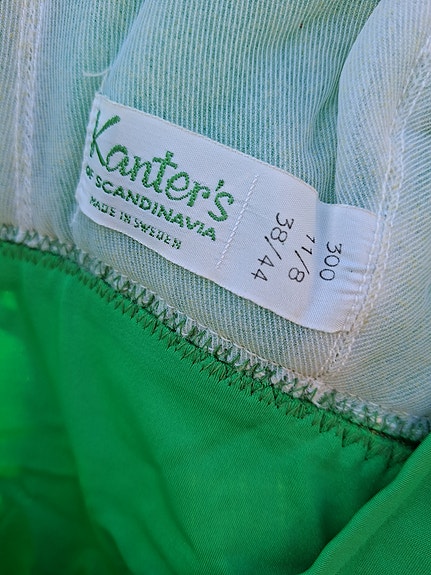 Kanter's
OF SCANDINAVIA
MADE IN SWEDEN
300
11/8
38/44